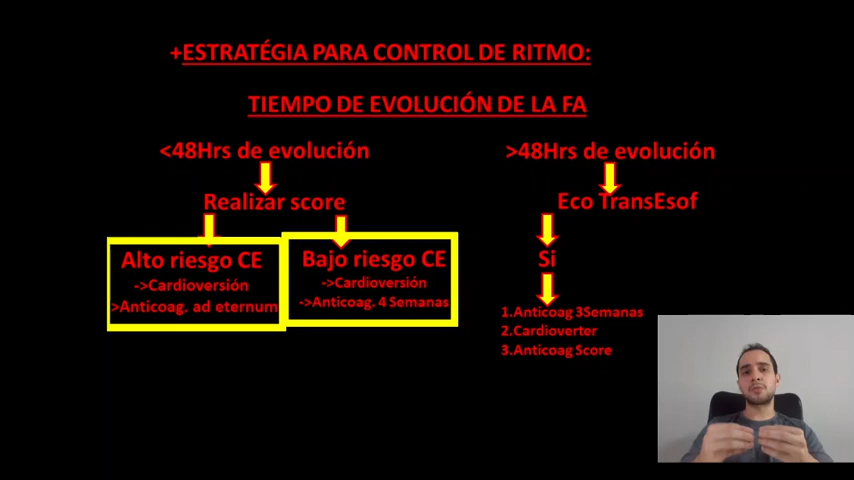 +ESTRATÉGIA PARA CONTROL DE RITMO:
TIEMPO DE EVOLUCIÓN DE LA FA
<48Hrs de evolución
>48Hrs de evolución
Realizar score
Eco TransEsof
Alto riesgo CE
->Cardioversión
>Anticoag. ad eternum
Bajo riesgo CE
->Cardioversión
->Anticoag. 4 Semanas
Si
1.Anticoag 3Semanas
2.Cardioverter
3.Anticoag Score